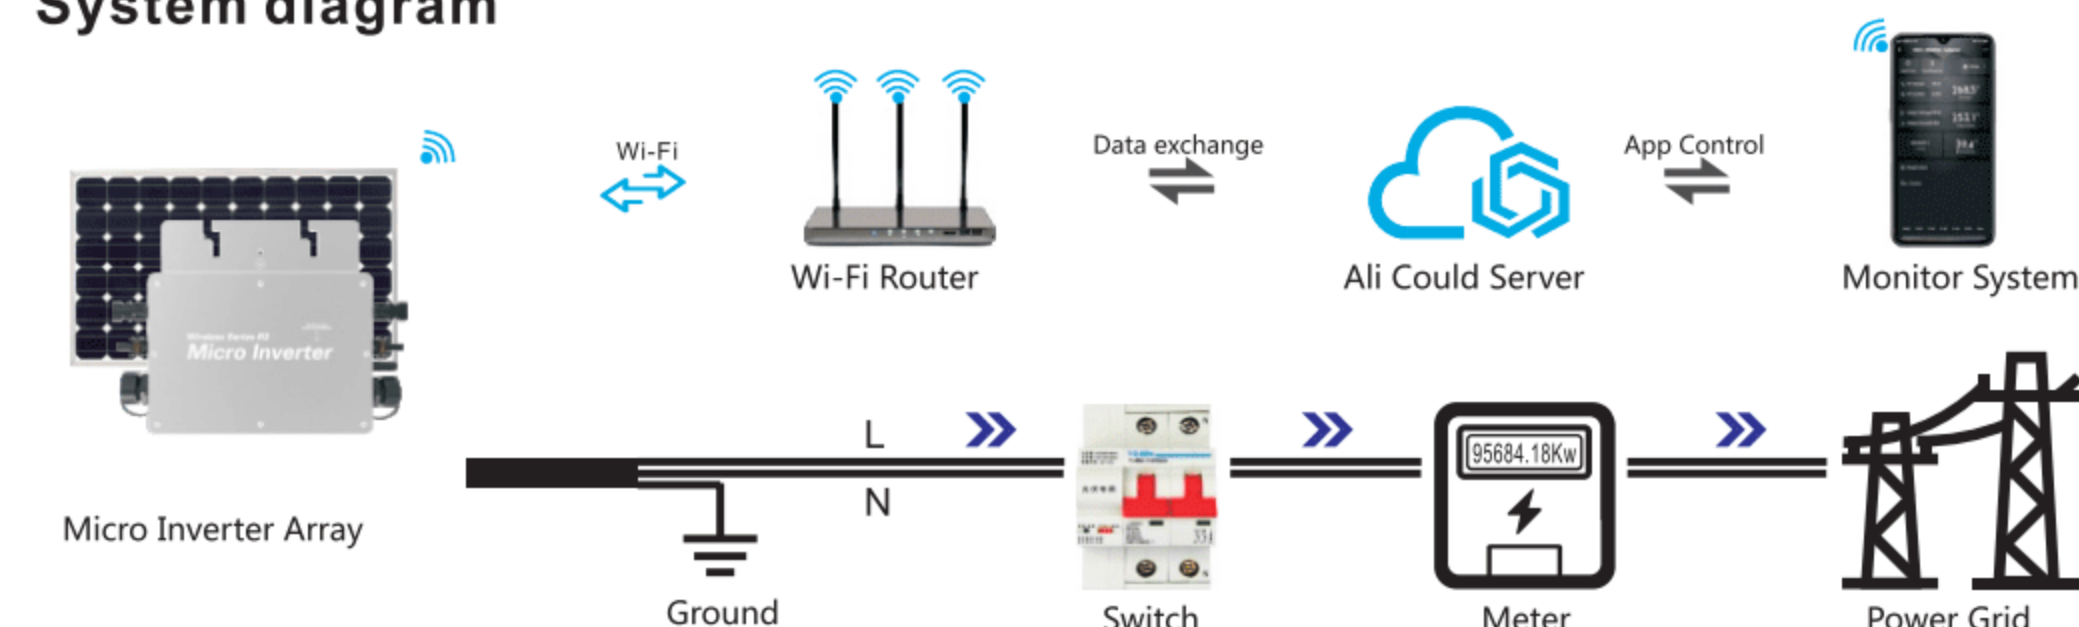 System diagram
Wi-Fi
Data exchange
App Control
Wi-Fi Router
Ali Could Server
Monitor System
Micro Inverter
L
N
95684.18Kw
Micro Inverter Array
Ground
Switch
Meter
Power Grid